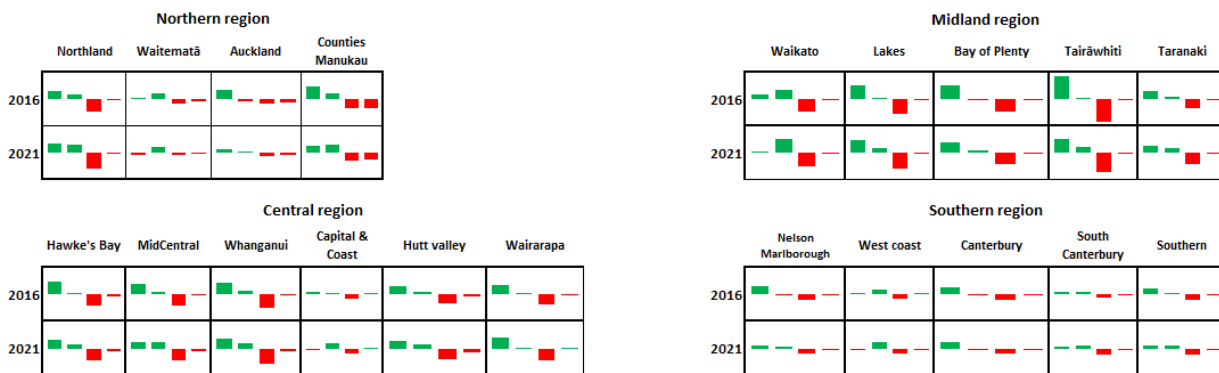 Northern region
Northland Waitematā Auckland Counties Manukau
2016
2021
Midland region
Waikato Lakes Bay of Plenty Tairāwhiti Taranaki
2016
2021
Central region
Hawke's Bay MidCentral Whanganui Capital & Coast Hutt valley Wairarapa
2016
2021
Southern region
Nelson Marlborough West coast Canterbury South Canterbury Southern
2016
2021